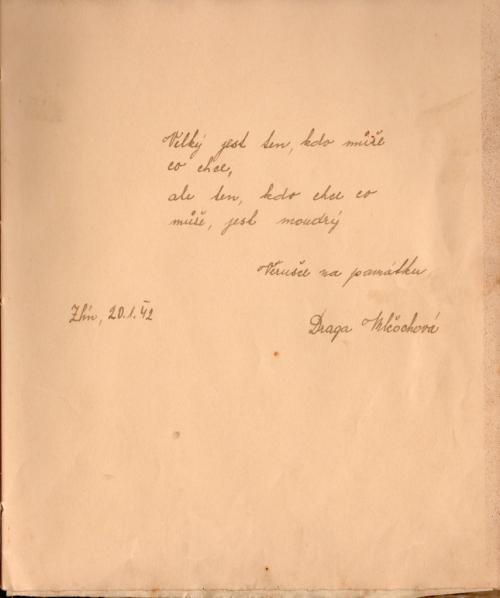 Velký jest ten, kdo může
co chce,
ale ten, kdo chce co
může, jest moudrý
Věrušce na památku
Zlín, 20.1.42
Draga